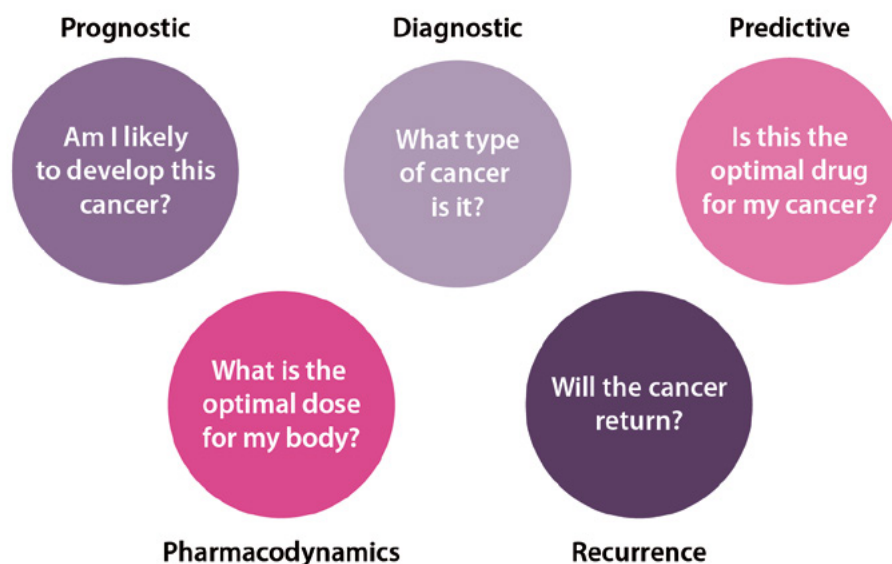 Prognostic
Am I likely
to develop this
cancer?
Diagnostic
What type
of cancer
is it?
Predictive
Is this the
optimal drug
for my cancer?
What is the
optimal dose
for my body?
Pharmacodynamics
Will the cancer
return?
Recurrence